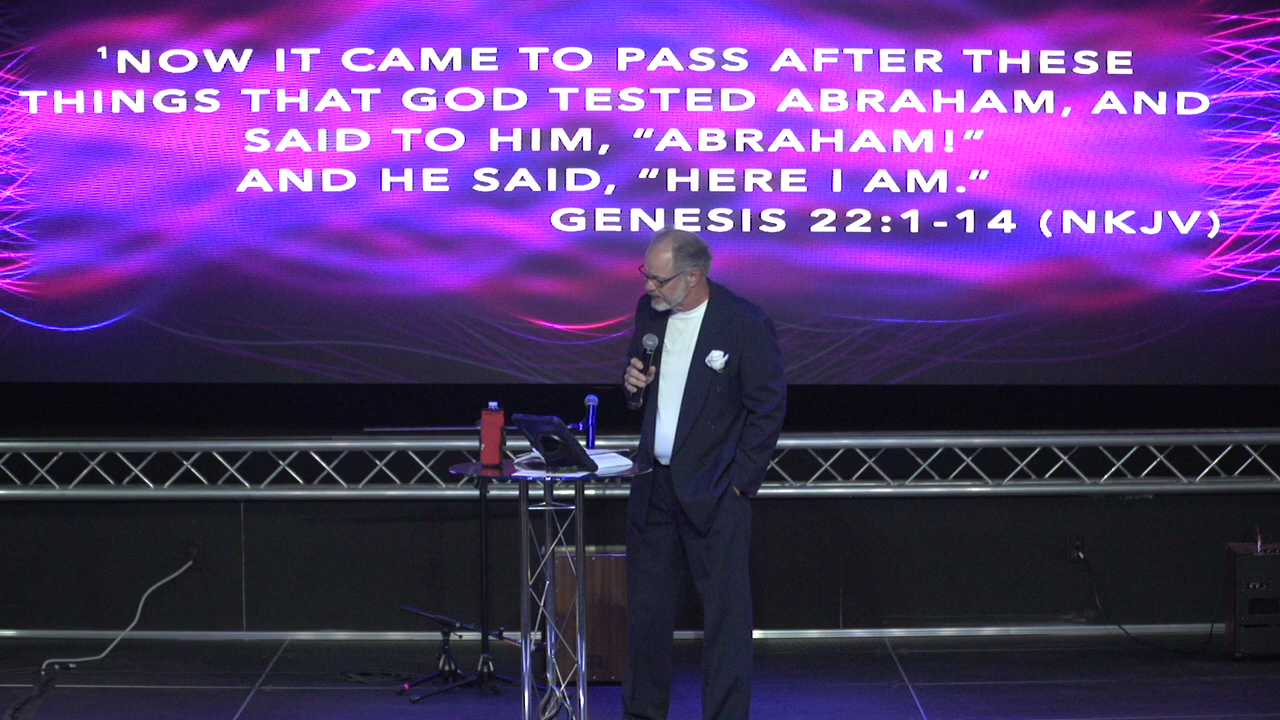 ¹NOW IT CAME TO PASS AFTER THESE
THINGS THAT GOD TESTED ABRAHAM, AND
SAID TO HIM, “ABRAHAM!”
AND HE SAID, “HERE I AM.”
GENESIS 22:1-14 (NKJV)